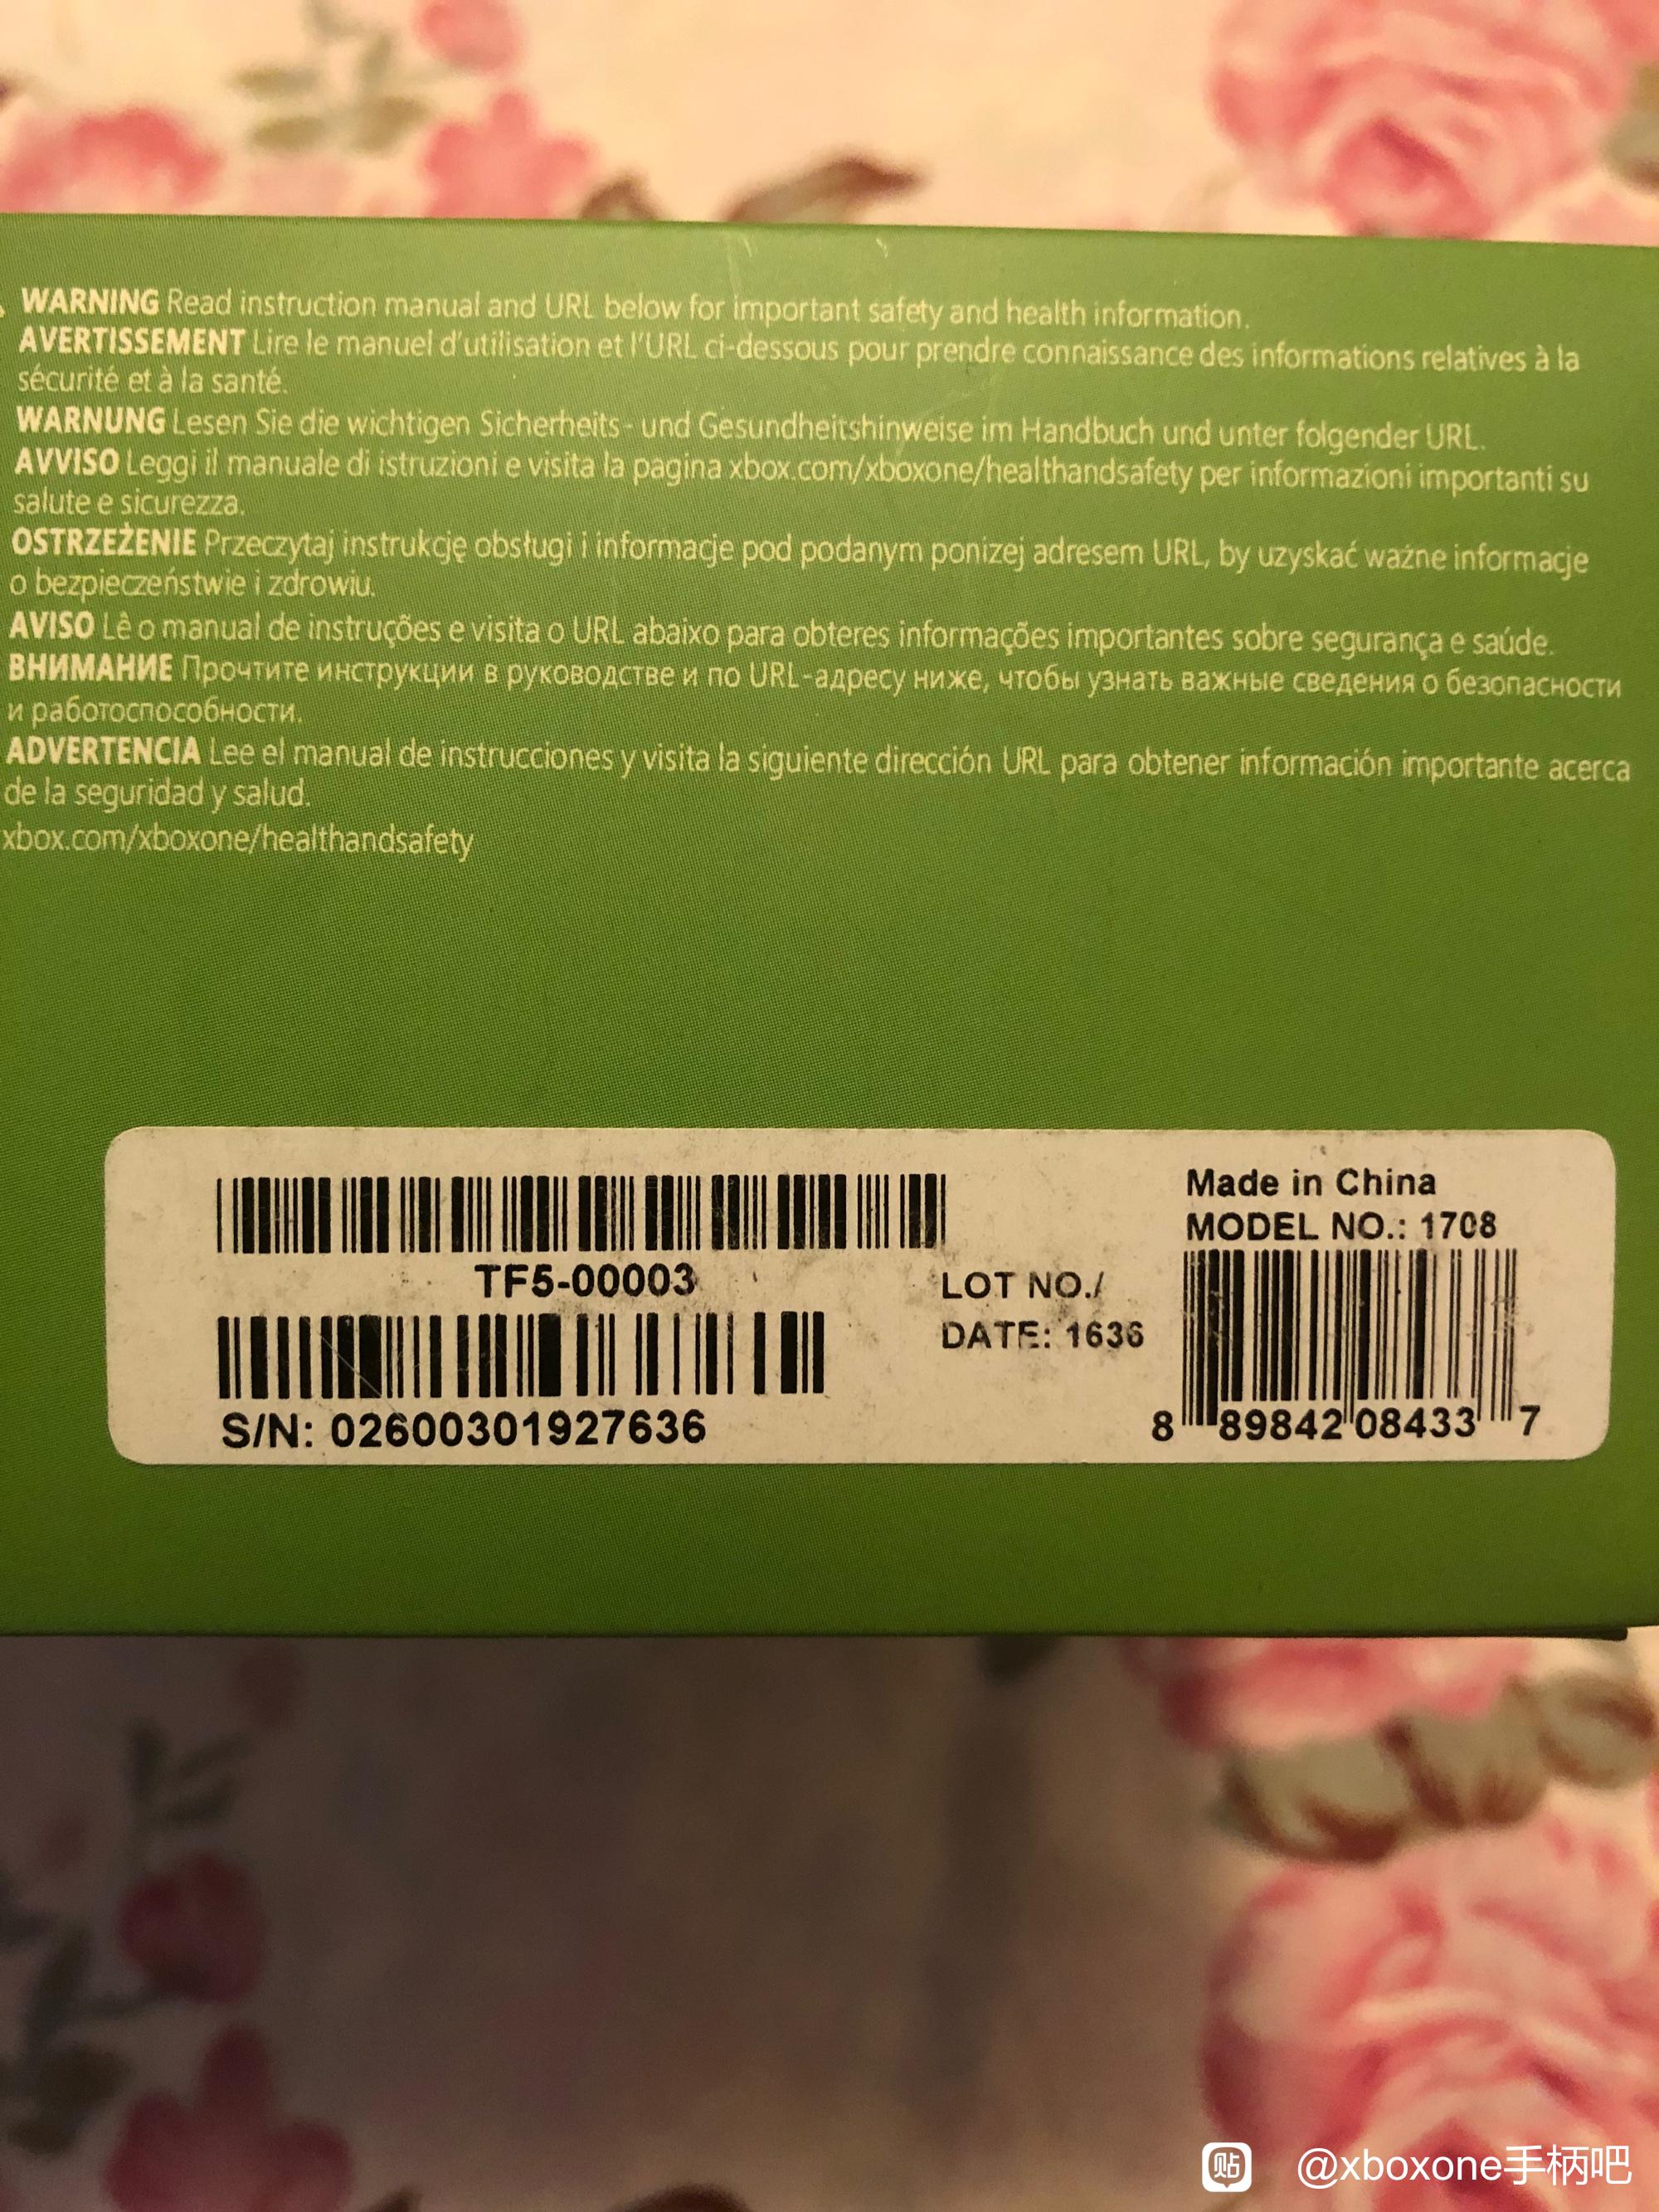 WARNING Read instruction manual and URL below for important safety and health information.
AVERTISSEMENT Lire le manuel d'utilisation et l'URL ci-dessous pour prendre connaissance des informations relatives à la
sécurité et à la santé.
WARNUNG Lesen Sie die wichtigen Sicherheits- und Gesundheitshinweise im Handbuch und unter folgender URL.
AVVISO Leggi il manuale di istruzioni e visita la pagina xbox.com/xboxone/healthandsafety per informazioni importanti su
salute e sicurezza.
OSTRZEŻENIE Przeczytaj instrukcję obsługi i informacje pod podanym ponizej adresem URL, by uzyskać ważne informacje
o bezpieczeństwie i zdrowiu.
AVISO Lê o manual de instruções e visita o URL abaixo para obteres informações importantes sobre segurança e saúde.
ВНИМАНИЕ Прочтите инструкции в руководстве и по URL-адресу ниже, чтобы узнать важные сведения о безопасности
и работоспособности.
ADVERTENCIA Lee el manual de instrucciones y visita la siguiente dirección URL para obtener información importante acerca
de la seguridad y salud.
xbox.com/xboxone/healthandsafety
TF5-00003
S/N: 02600301927636
LOT NO./
DATE: 1636
Made in China
MODEL NO.: 1708
8 89842 08433 7
贴 @xboxone手柄吧